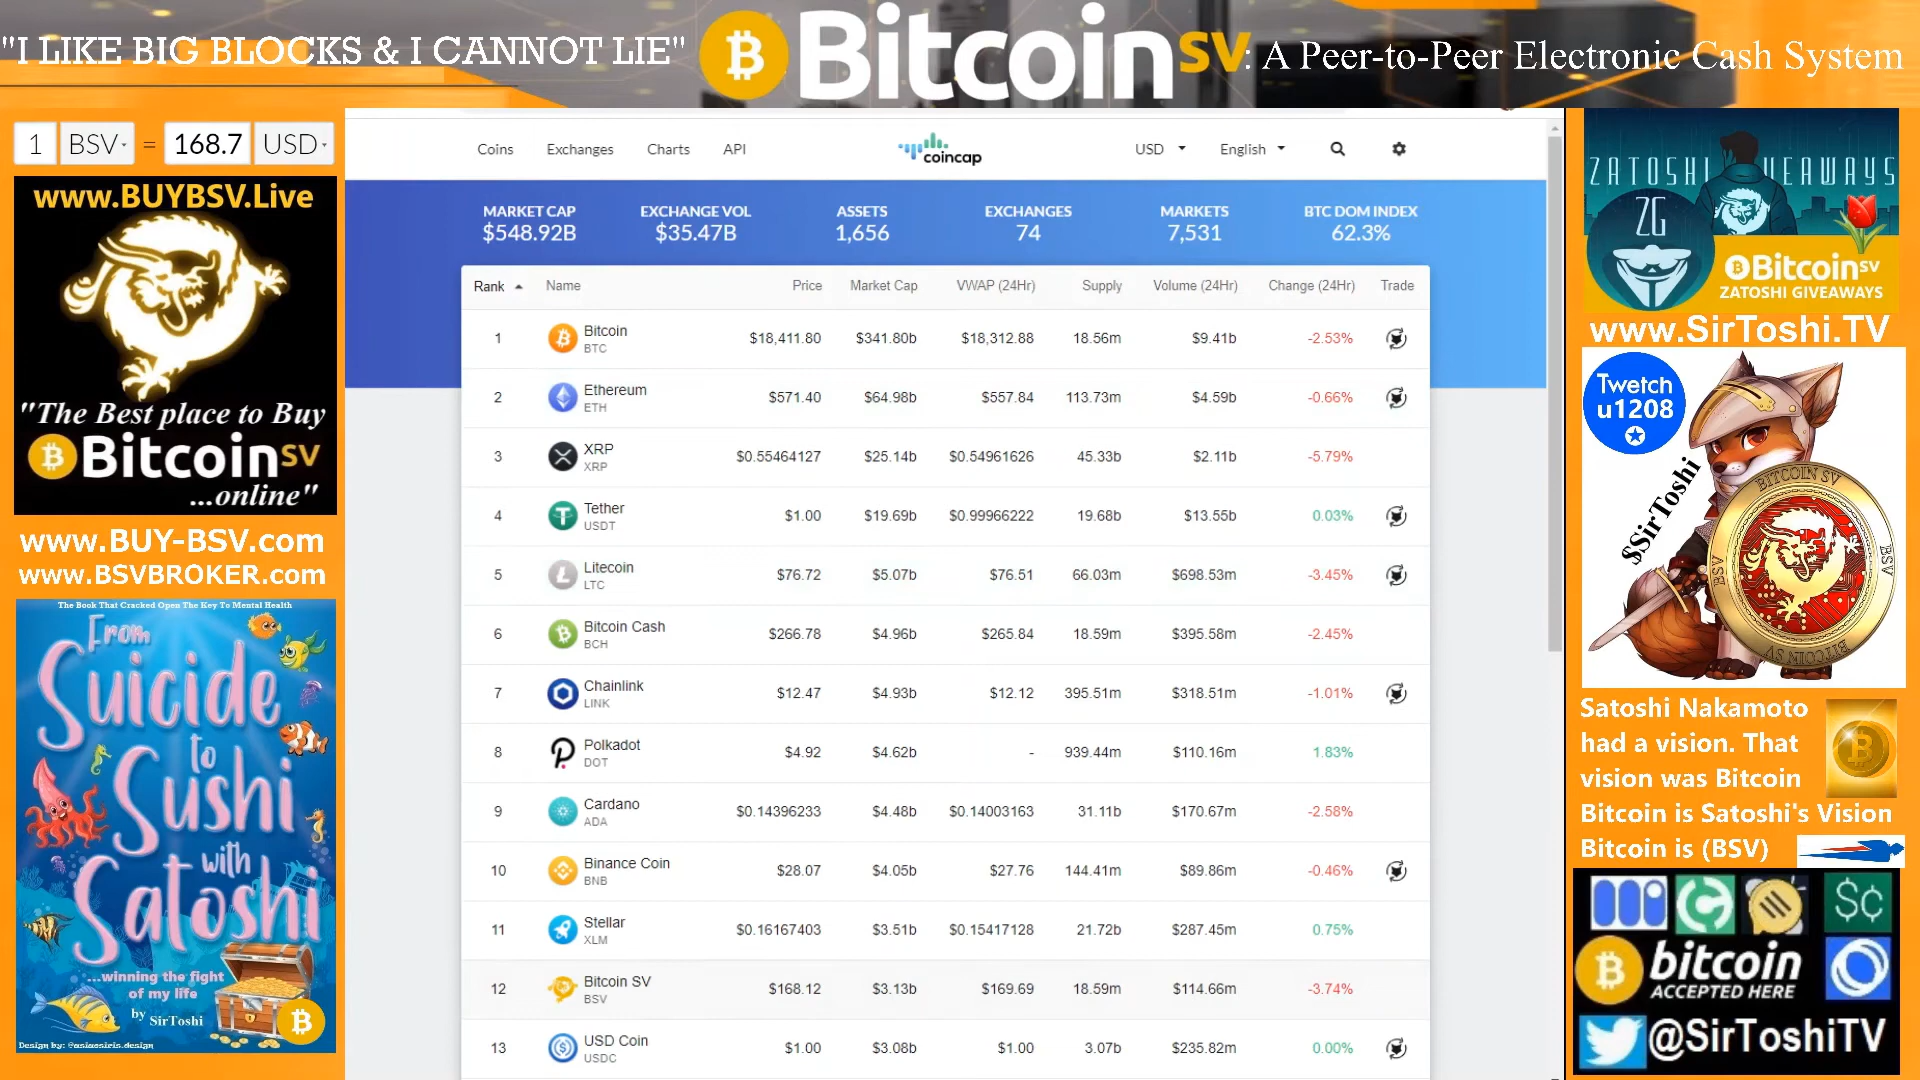 "I LIKE BIG BLOCKS & I CANNOT LIE"
Bitcoin SV: A Peer-to-Peer Electronic Cash System
1 BSV = 168.7 USD
www.BUYBSV.Live
"The Best place to Buy
BitcoinSV
...online"
www.BUY-BSV.com
www.BSVBROKER.com
The Book That Cracked Open The Key To Mental Health
From
Suicide
to
Sushi
with
Satoshi
...winning the fight
of my life
by SirToshi
Design by: @asiaosiris.design
Coins Exchanges Charts API coincap USD English
MARKET CAP EXCHANGE VOL ASSETS EXCHANGES MARKETS BTC DOM INDEX
$548.92B $35.47B 1,656 74 7,531 62.3%
Rank Name Price Market Cap VWAP (24Hr) Supply Volume (24Hr) Change (24Hr) Trade
1 Bitcoin BTC $18,411.80 $341.80b $18,312.88 18.56m $9.41b -2.53%
2 Ethereum ETH $571.40 $64.98b $557.84 113.73m $4.59b -0.66%
3 XRP XRP $0.55464127 $25.14b $0.54961626 45.33b $2.11b -5.79%
4 Tether USDT $1.00 $19.69b $0.99966222 19.68b $13.55b 0.03%
5 Litecoin LTC $76.72 $5.07b $76.51 66.03m $698.53m -3.45%
6 Bitcoin Cash BCH $266.78 $4.96b $265.84 18.59m $395.58m -2.45%
7 Chainlink LINK $12.47 $4.93b $12.12 395.51m $318.51m -1.01%
8 Polkadot DOT $4.92 $4.62b - 939.44m $110.16m 1.83%
9 Cardano ADA $0.14396233 $4.48b $0.14003163 31.11b $170.67m -2.58%
10 Binance Coin BNB $28.07 $4.05b $27.76 144.41m $89.86m -0.46%
11 Stellar XLM $0.16167403 $3.51b $0.15417128 21.72b $287.45m 0.75%
12 Bitcoin SV BSV $168.12 $3.13b $169.69 18.59m $114.66m -3.74%
13 USD Coin USDC $1.00 $3.08b $1.00 3.07b $235.82m 0.00%
ZATOSHI
ZG
BitcoinSV
ZATOSHI GIVEAWAYS
www.SirToshi.TV
Twetch
u1208
$SirToshi
BITCOIN SV
BSV
BSV
BITCOIN SV
Satoshi Nakamoto
had a vision. That
vision was Bitcoin
Bitcoin is Satoshi's Vision
Bitcoin is (BSV)
bitcoin
ACCEPTED HERE
@SirToshiTV